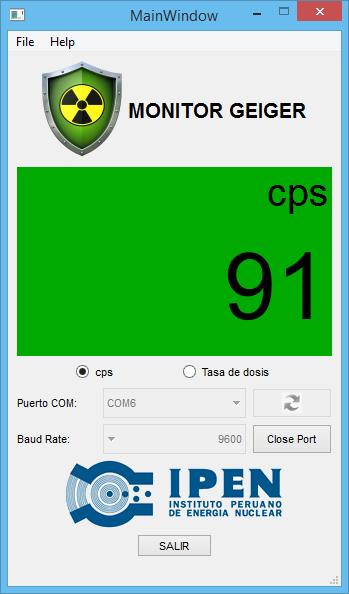 MainWindow
File Help
MONITOR GEIGER
cps
91
cps Tasa de dosis
Puerto COM: COM6
Baud Rate: 9600 Close Port
IPEN
INSTITUTO PERUANO
DE ENERGIA NUCLEAR
SALIR